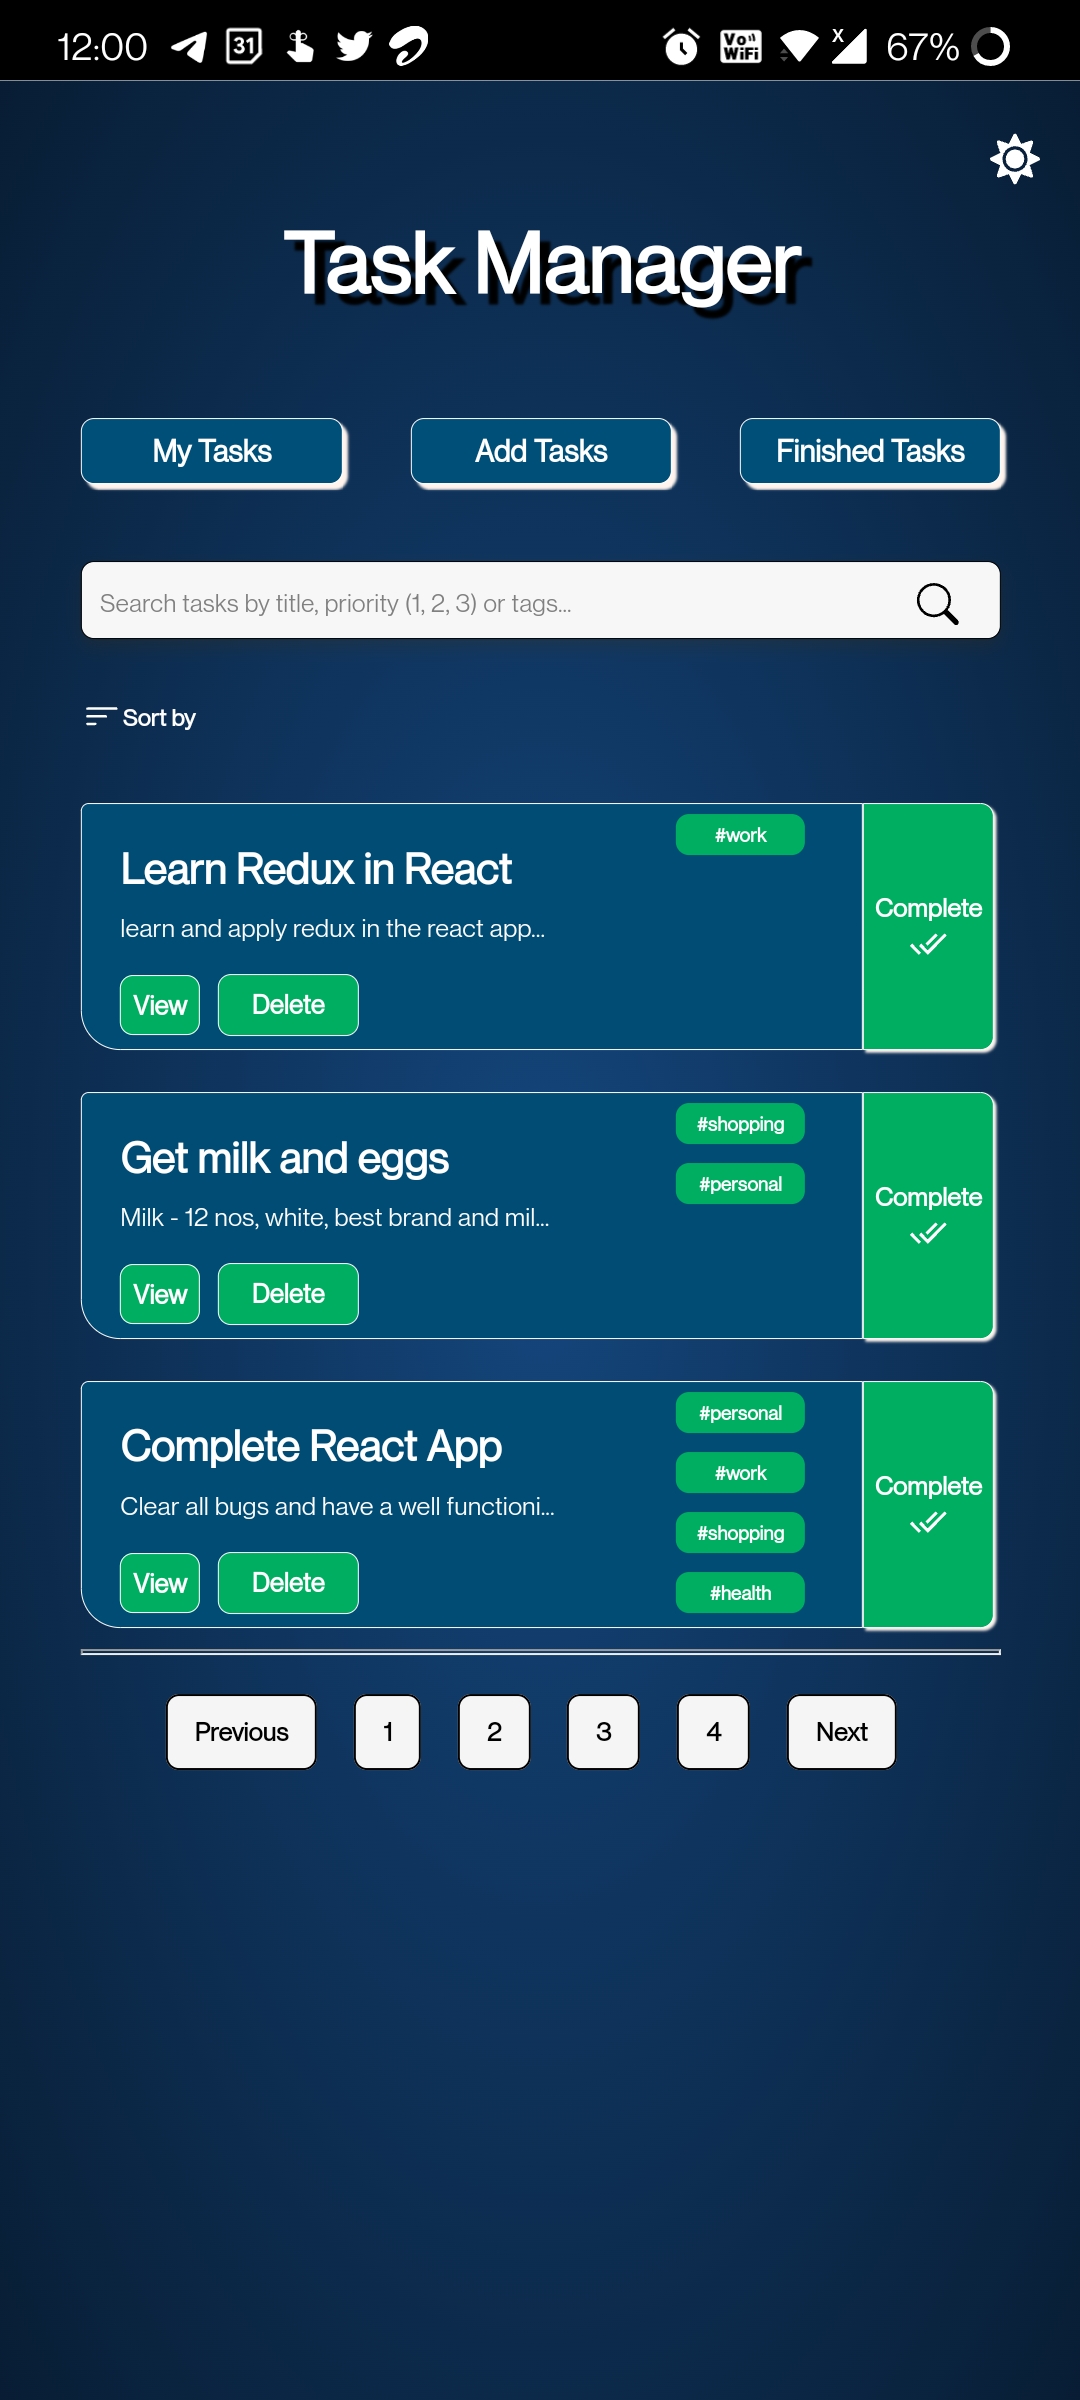 12:00 31 Vo)) WiFi X 67%
Task Manager
My Tasks Add Tasks Finished Tasks
Search tasks by title, priority (1, 2, 3) or tags...
Sort by
#work
Learn Redux in React
learn and apply redux in the react app...
View Delete
Complete
#shopping
#personal
Get milk and eggs
Milk - 12 nos, white, best brand and mil...
View Delete
Complete
#personal
#work
#shopping
#health
Complete React App
Clear all bugs and have a well functioni...
View Delete
Complete
Previous 1 2 3 4 Next